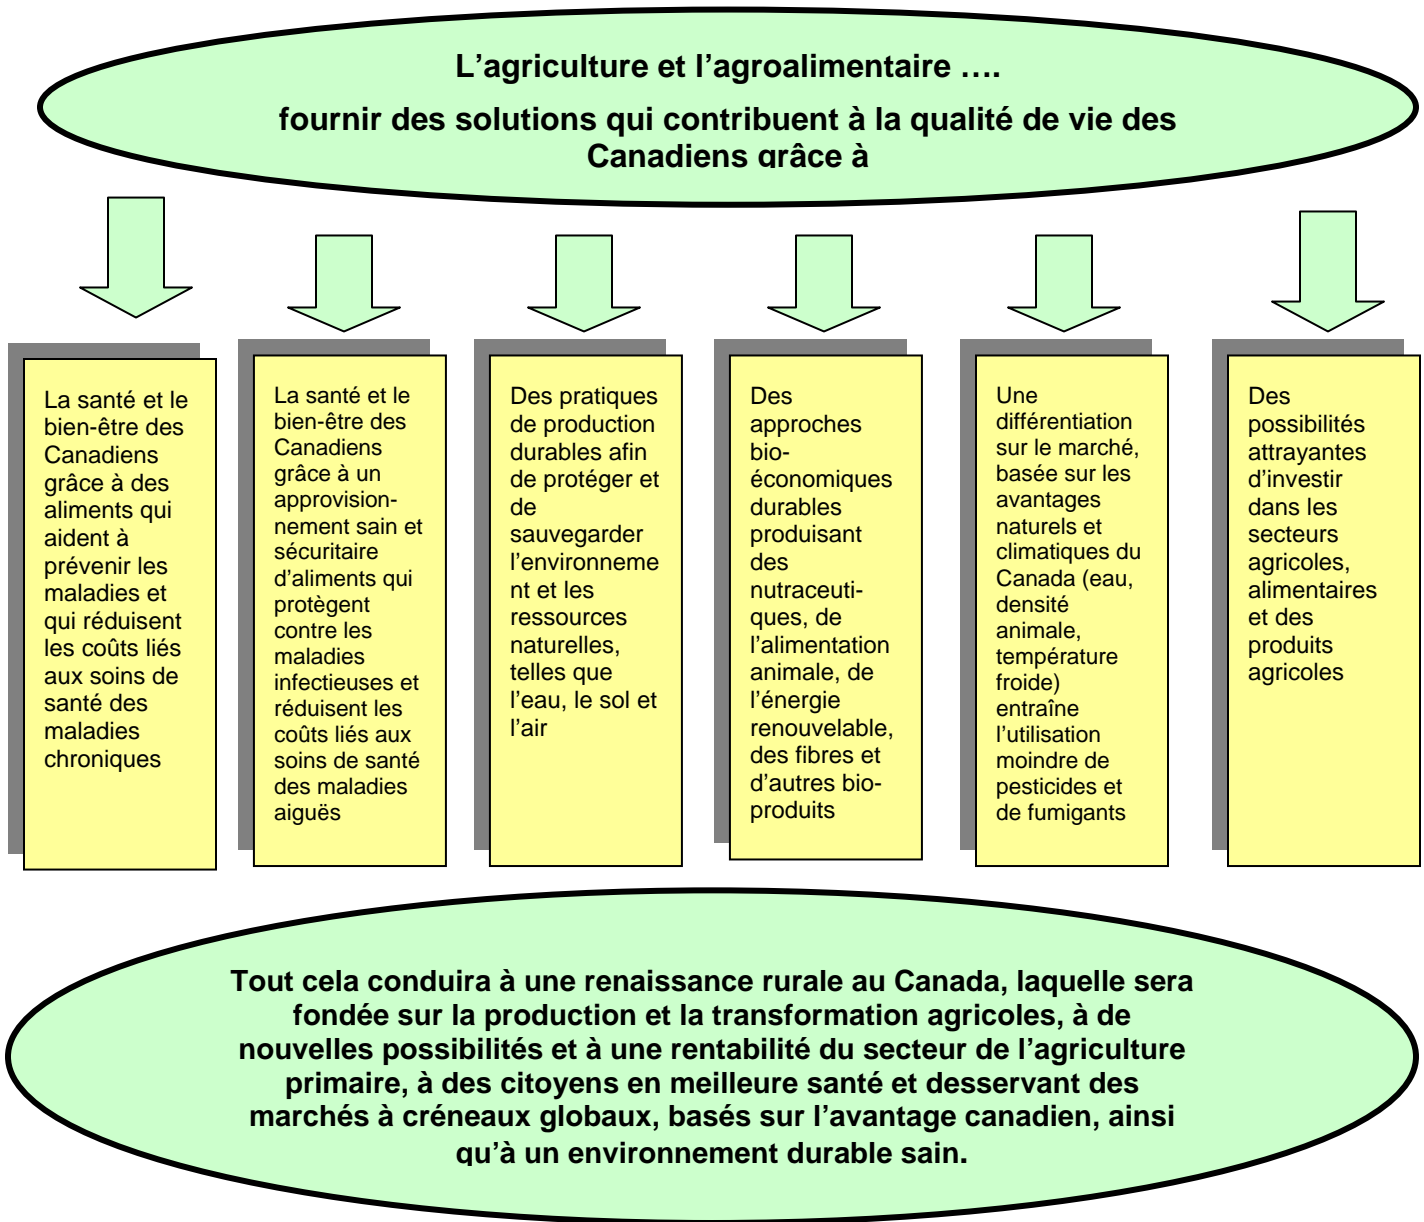 L’agriculture et l’agroalimentaire ….
fournir des solutions qui contribuent à la qualité de vie des
Canadiens grâce à
La santé et le
bien-être des
Canadiens
grâce à des
aliments qui
aident à
prévenir les
maladies et
qui réduisent
les coûts liés
aux soins de
santé des
maladies
chroniques
La santé et le
bien-être des
Canadiens
grâce à un
approvision-
nement sain et
sécuritaire
d’aliments qui
protègent
contre les
maladies
infectieuses et
réduisent les
coûts liés aux
soins de santé
des maladies
aiguës
Des pratiques
de production
durables afin
de protéger et
de
sauvegarder
l’environneme
nt et les
ressources
naturelles,
telles que
l’eau, le sol et
l’air
Des
approches
bio-
économiques
durables
produisant
des
nutraceuti-
ques, de
l’alimentation
animale, de
l’énergie
renouvelable,
des fibres et
d’autres bio-
produits
Une
différentiation
sur le marché,
basée sur les
avantages
naturels et
climatiques du
Canada (eau,
densité
animale,
température
froide)
entraîne
l’utilisation
moindre de
pesticides et
de fumigants
Des
possibilités
attrayantes
d’investir
dans les
secteurs
agricoles,
alimentaires
et des
produits
agricoles
Tout cela conduira à une renaissance rurale au Canada, laquelle sera
fondée sur la production et la transformation agricoles, à de
nouvelles possibilités et à une rentabilité du secteur de l’agriculture
primaire, à des citoyens en meilleure santé et desservant des
marchés à créneaux globaux, basés sur l’avantage canadien, ainsi
qu’à un environnement durable sain.